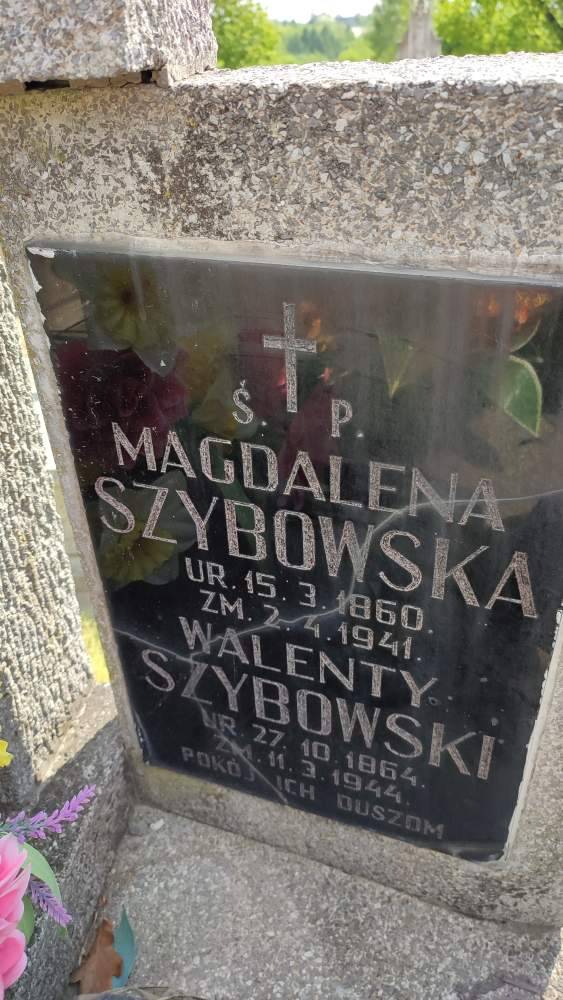 Ś P
MAGDALENA
SZYBOWSKA
UR. 15. 3. 1860.
ZM. 2. 4. 1941.
WALENTY
SZYBOWSKI
UR. 27. 10. 1864.
ZM. 11. 3. 1944.
POKÓJ ICH DUSZOM